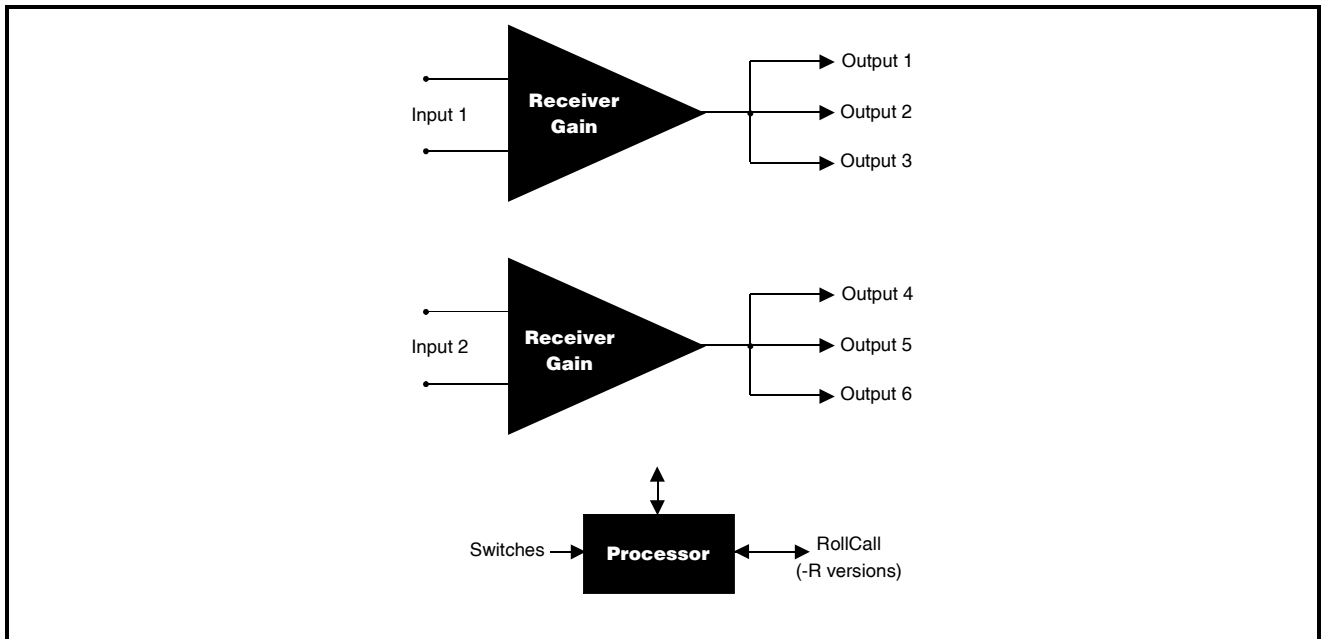 Input 1
Receiver
Gain
Output 1
Output 2
Output 3
Input 2
Receiver
Gain
Output 4
Output 5
Output 6
Switches
Processor
RollCall
(-R versions)